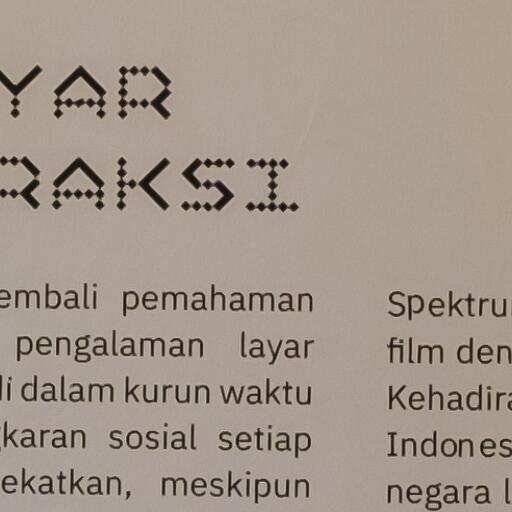 YAR
RAKSI
embali pemahaman
pengalaman layar
di dalam kurun waktu
gkaran sosial setiap
ekatkan, meskipun
Spektru
film den
Kehadira
Indones
negara l